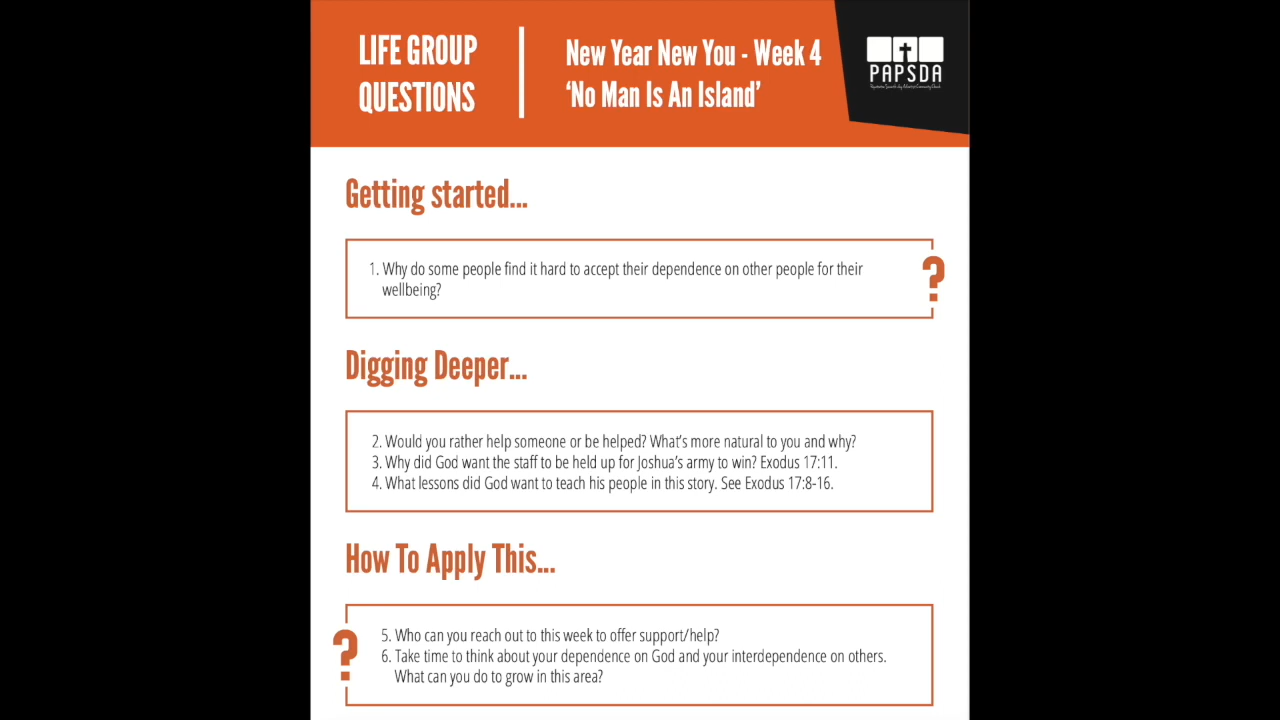 LIFE GROUP
QUESTIONS
New Year New You - Week 4
‘No Man Is An Island’
PAPSDA
Getting started...
1. Why do some people find it hard to accept their dependence on other people for their
wellbeing?
?
Digging Deeper...
2. Would you rather help someone or be helped? What's more natural to you and why?
3. Why did God want the staff to be held up for Joshua's army to win? Exodus 17:11.
4. What lessons did God want to teach his people in this story. See Exodus 17:8-16.
How To Apply This...
?
5. Who can you reach out to this week to offer support/help?
6. Take time to think about your dependence on God and your interdependence on others.
What can you do to grow in this area?